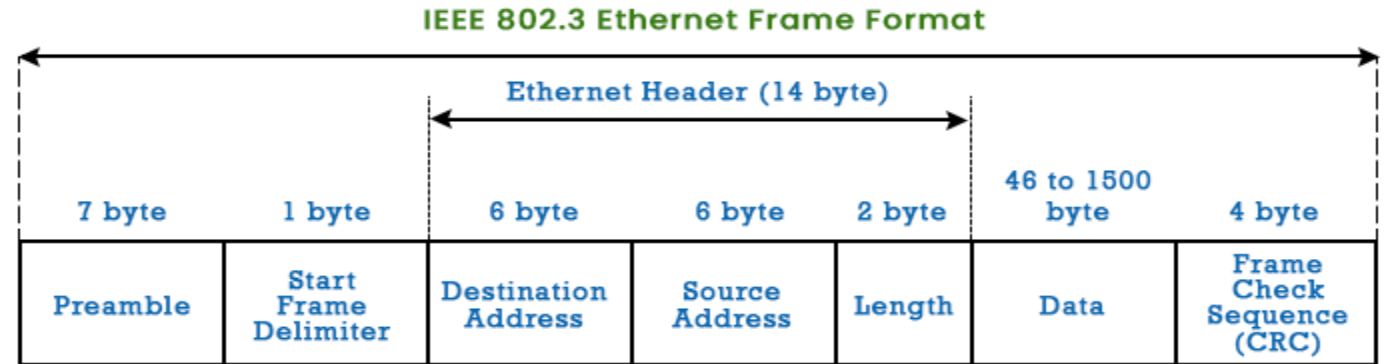 IEEE 802.3 Ethernet Frame Format
Ethernet Header (14 byte)
7 byte
1 byte
6 byte
6 byte
2 byte
46 to 1500
byte
4 byte
Preamble
Start
Frame
Delimiter
Destination
Address
Source
Address
Length
Data
Frame
Check
Sequence
(CRC)